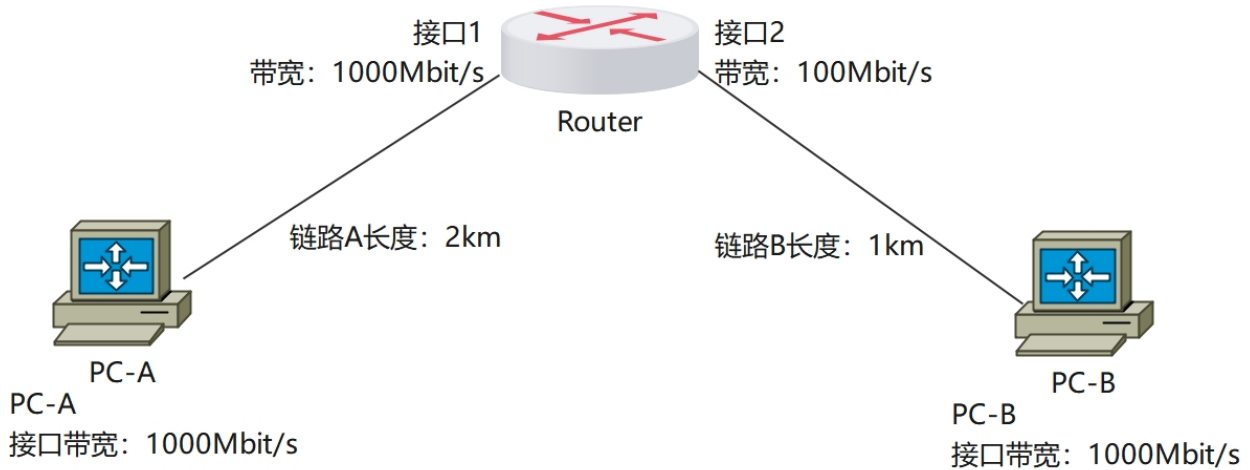 接口1
带宽：1000Mbit/s
接口2
带宽：100Mbit/s
Router
链路A长度：2km
链路B长度：1km
PC-A
PC-A
接口带宽：1000Mbit/s
PC-B
PC-B
接口带宽：1000Mbit/s